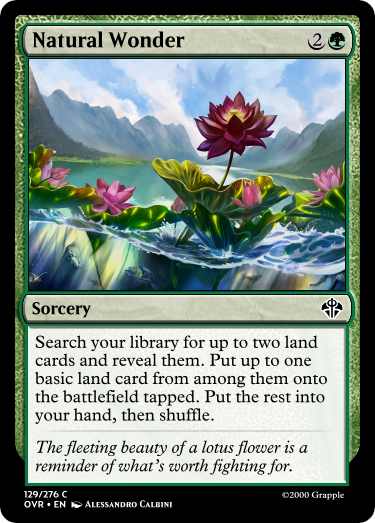 Natural Wonder 2
Sorcery
Search your library for up to two land
cards and reveal them. Put up to one
basic land card from among them onto
the battlefield tapped. Put the rest into
your hand, then shuffle.
The fleeting beauty of a lotus flower is a
reminder of what's worth fighting for.
129/276 C
OVR • EN Alessandro Calbini
©2000 Grapple